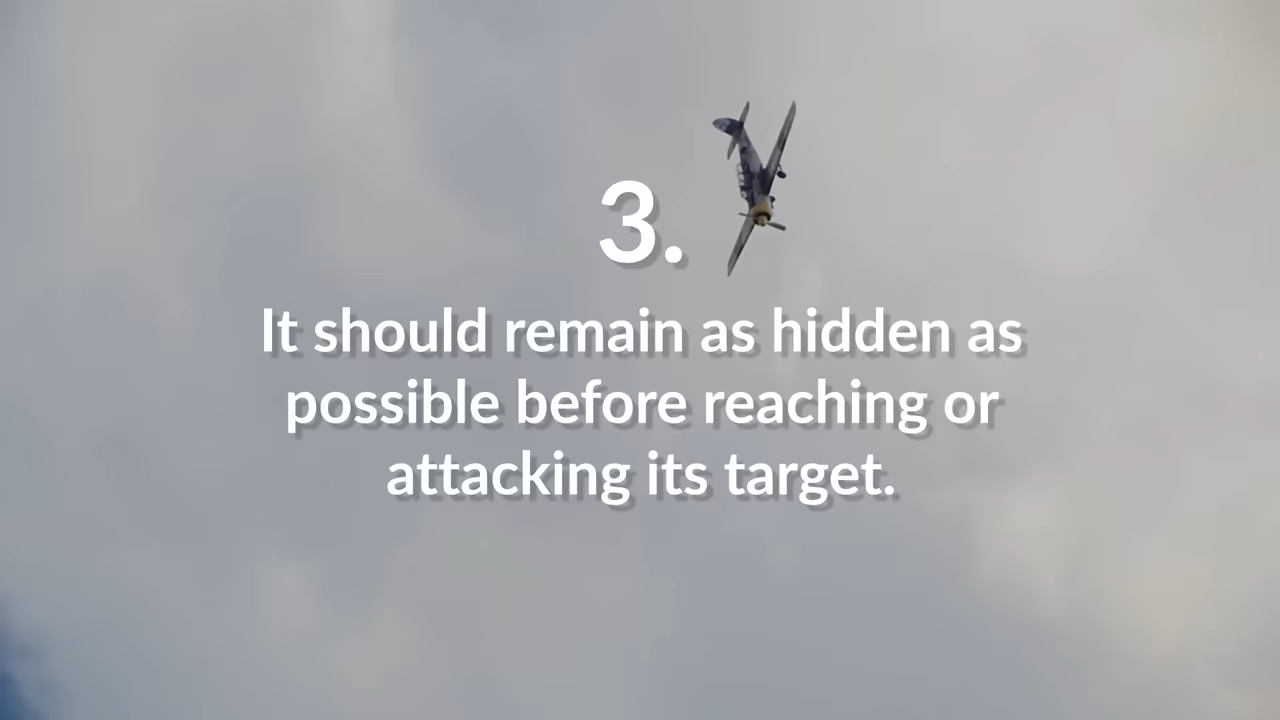 3.
It should remain as hidden as
possible before reaching or
attacking its target.